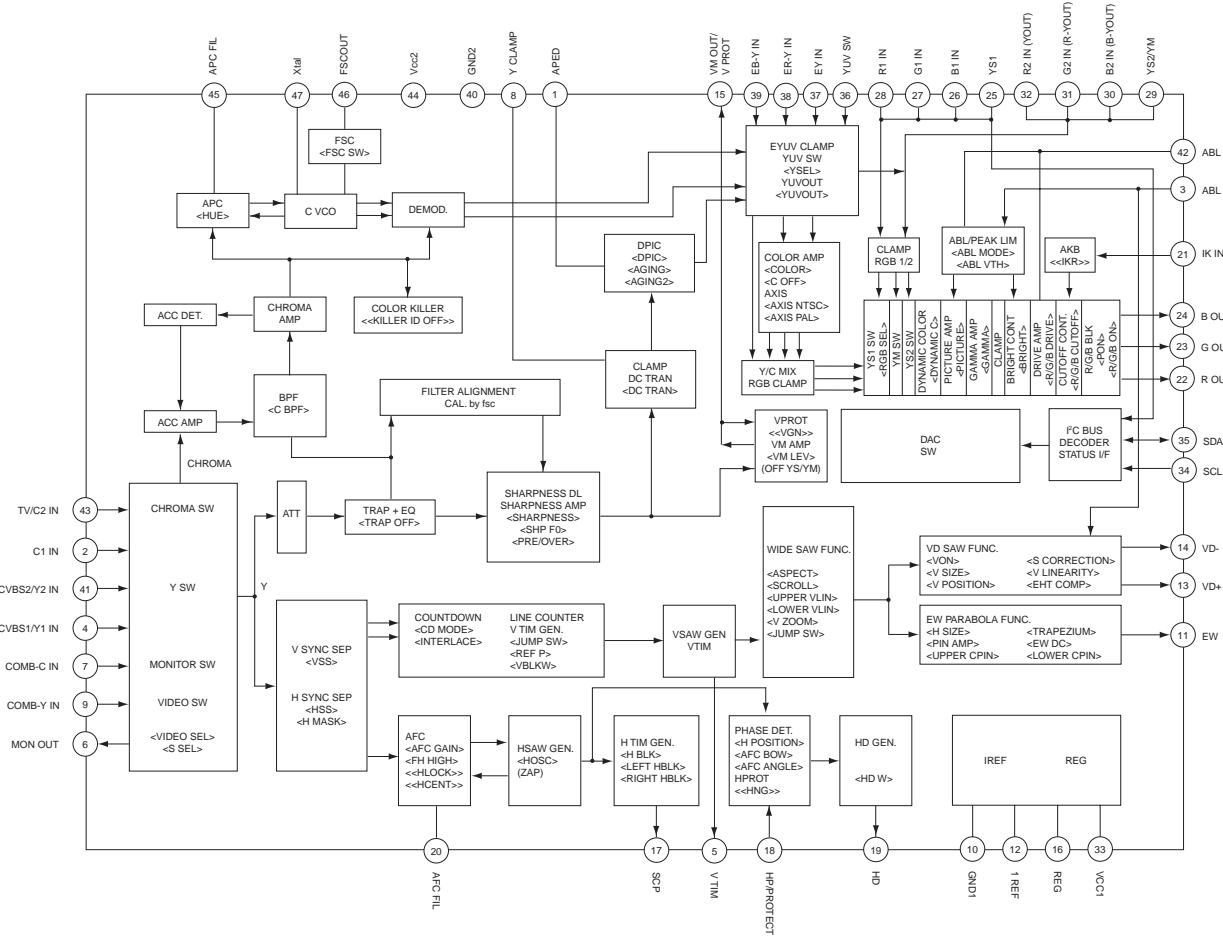 APC FIL
Xtal
FSCOUT
Vcc2
GND2
Y CLAMP
APED
VM OUT/
V PROT
EB-Y IN
ER-Y IN
EY IN
YUV SW
R1 IN
G1 IN
B1 IN
YS1
R2 IN (YOUT)
G2 IN (R-YOUT)
B2 IN (B-YOUT)
YS2/YM
45
47
46
44
40
8
1
15
39
38
37
36
28
27
26
25
32
31
30
29
FSC
<FSC SW>
APC
<HUE>
C VCO
DEMOD.
EYUV CLAMP
YUV SW
<YSEL>
YUVOUT
<YUVOUT>
42 ABL
3 ABL
DPIC
<DPIC>
<AGING>
<AGING2>
COLOR AMP
<COLOR>
<C OFF>
AXIS
<AXIS NTSC>
<AXIS PAL>
CLAMP
RGB 1/2
ABL/PEAK LIM
<ABL MODE>
<ABL VTH>
AKB
<<IKR>>
21 IK IN
ACC DET.
CHROMA
AMP
COLOR KILLER
<<KILLER ID OFF>>
YS1 SW
<RGB SEL>
YM SW
YS2 SW
DYNAMIC COLOR
<DYNAMIC C>
PICTURE AMP
<PICTURE>
GAMMA AMP
<GAMMA>
CLAMP
BRIGHT CONT
<BRIGHT>
DRIVE AMP
<R/G/B DRIVE>
CUTOFF CONT.
<R/G/B CUTOFF>
R/G/B BLK
<PON>
<R/G/B ON>
24 B OU
23 G OU
22 R OU
CLAMP
DC TRAN
<DC TRAN>
Y/C MIX
RGB CLAMP
ACC AMP
BPF
<C BPF>
FILTER ALIGNMENT
CAL. by fsc
VPROT
<<VGN>>
VM AMP
<VM LEV>
(OFF YS/YM)
DAC
SW
I²C BUS
DECODER
STATUS I/F
35 SDA
34 SCL
CHROMA
TV/C2 IN 43
C1 IN 2
CVBS2/Y2 IN 41
CVBS1/Y1 IN 4
COMB-C IN 7
COMB-Y IN 9
MON OUT 6
CHROMA SW
Y SW
MONITOR SW
VIDEO SW
<VIDEO SEL>
<S SEL>
Y
ATT
TRAP + EQ
<TRAP OFF>
SHARPNESS DL
SHARPNESS AMP
<SHARPNESS>
<SHP F0>
<PRE/OVER>
WIDE SAW FUNC.
<ASPECT>
<SCROLL>
<UPPER VLIN>
<LOWER VLIN>
<V ZOOM>
<JUMP SW>
VD SAW FUNC.
<VON> <S CORRECTION>
<V SIZE> <V LINEARITY>
<V POSITION> <EHT COMP>
14 VD-
13 VD+
EW PARABOLA FUNC.
<H SIZE> <TRAPEZIUM>
<PIN AMP> <EW DC>
<UPPER CPIN> <LOWER CPIN>
11 EW
V SYNC SEP
<VSS>
H SYNC SEP
<HSS>
<H MASK>
COUNTDOWN LINE COUNTER
<CD MODE> V TIM GEN.
<INTERLACE> <JUMP SW>
<REF P>
<VBLKW>
VSAW GEN
VTIM
AFC
<AFC GAIN>
<FH HIGH>
<<HLOCK>>
<<HCENT>>
HSAW GEN.
<HOSC>
(ZAP)
H TIM GEN.
<H BLK>
<LEFT HBLK>
<RIGHT HBLK>
PHASE DET.
<H POSITION>
<AFC BOW>
<AFC ANGLE>
HPROT
<<HNG>>
HD GEN.
<HD W>
IREF REG
20
17
5
18
19
10
12
16
33
AFC FIL
SCP
V TIM
HP/PROTECT
HD
GND1
1 REF
REG
VCC1